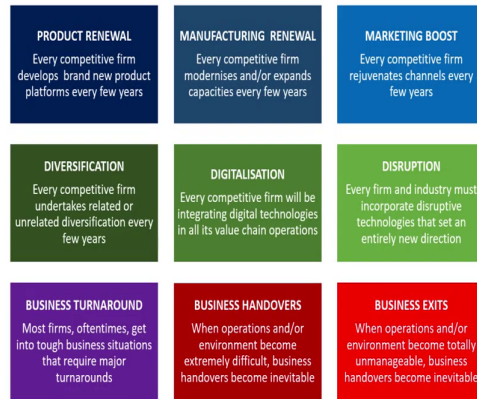 PRODUCT RENEWAL
Every competitive firm
develops brand new product
platforms every few years
MANUFACTURING RENEWAL
Every competitive firm
modernises and/or expands
capacities every few years
MARKETING BOOST
Every competitive firm
rejuvenates channels every
few years
DIVERSIFICATION
Every competitive firm
undertakes related or
unrelated diversification every
few years
DIGITALISATION
Every competitive firm will be
integrating digital technologies
in all its value chain operations
DISRUPTION
Every firm and industry must
incorporate disruptive
technologies that set an
entirely new direction
BUSINESS TURNAROUND
Most firms, oftentimes, get
into tough business situations
that require major
turnarounds
BUSINESS HANDOVERS
When operations and/or
environment become
extremely difficult, business
handovers become inevitable
BUSINESS EXITS
When operations and/or
environment become totally
unmanageable, business
handovers become inevitable